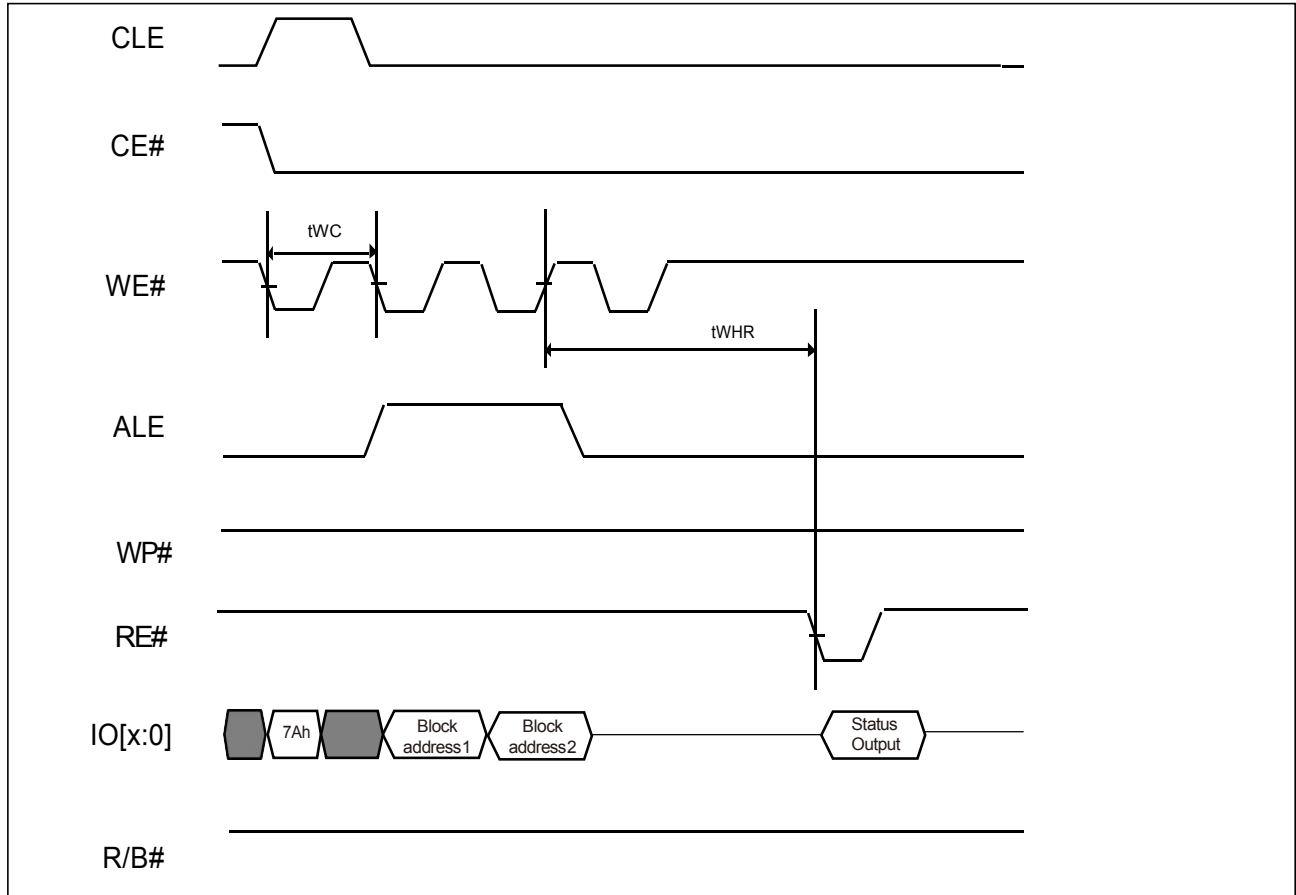 CLE
CE#
tWC
WE#
tWHR
ALE
WP#
RE#
IO[x:0]
7Ah
Block
address1
Block
address2
Status
Output
R/B#